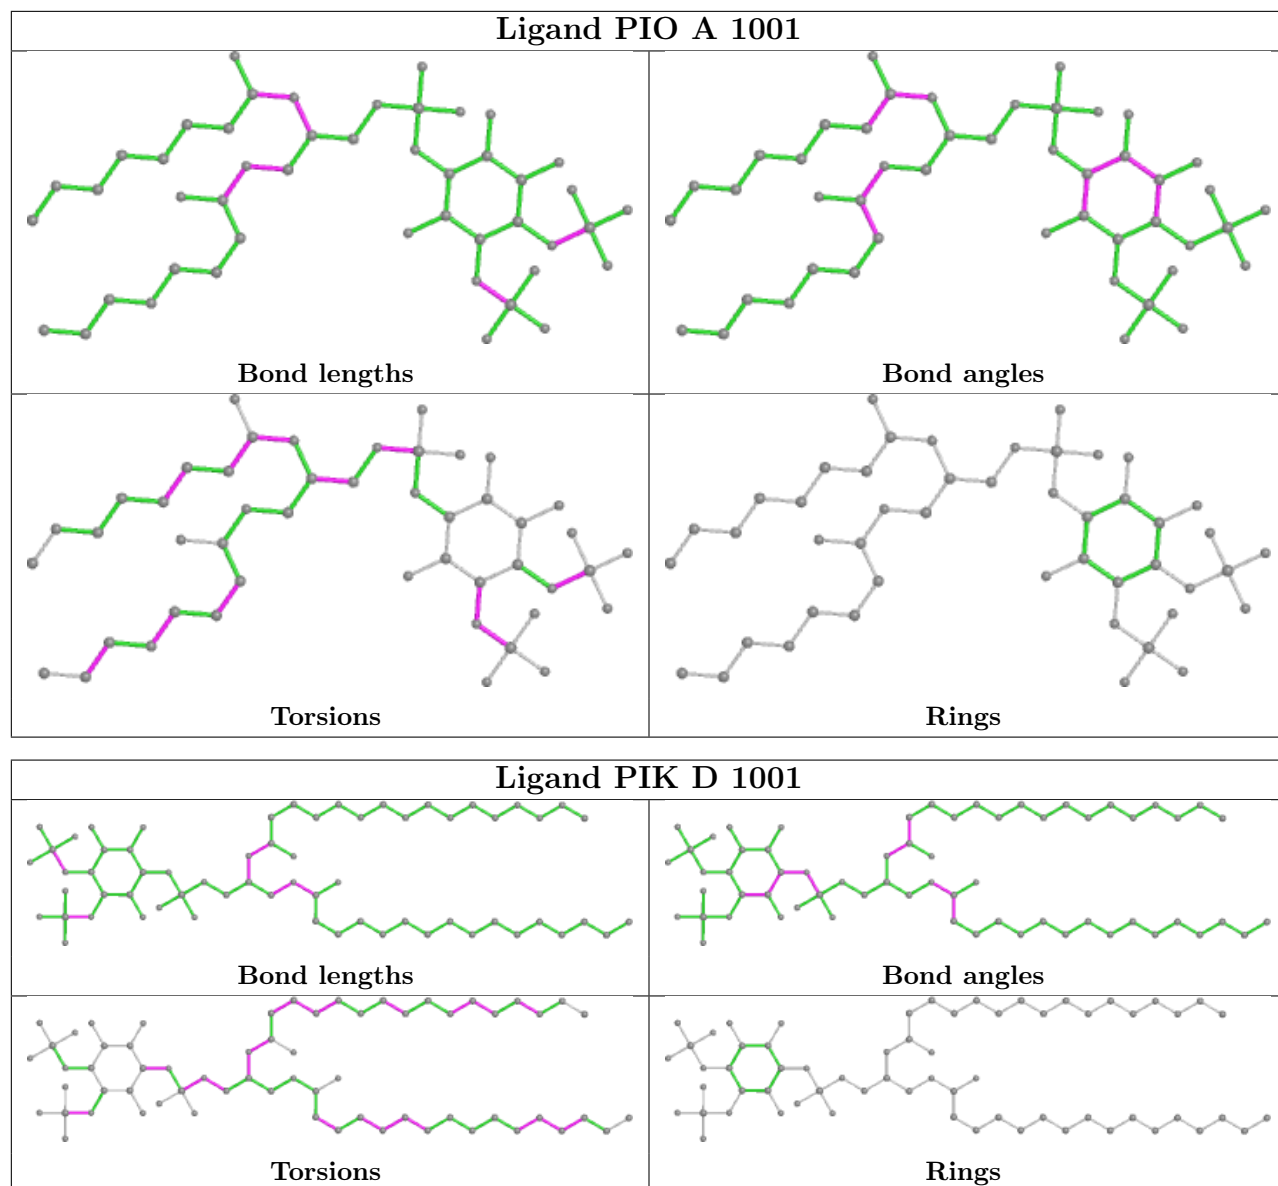 Ligand PIO A 1001
Bond lengths
Bond angles
Torsions
Rings
Ligand PIK D 1001
Bond lengths
Bond angles
Torsions
Rings